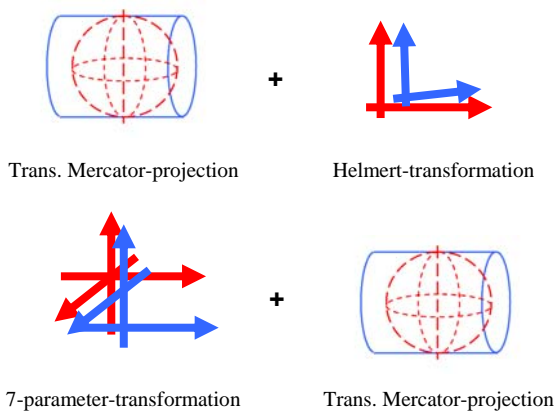 +
Trans. Mercator-projection
Helmert-transformation
+
7-parameter-transformation
Trans. Mercator-projection